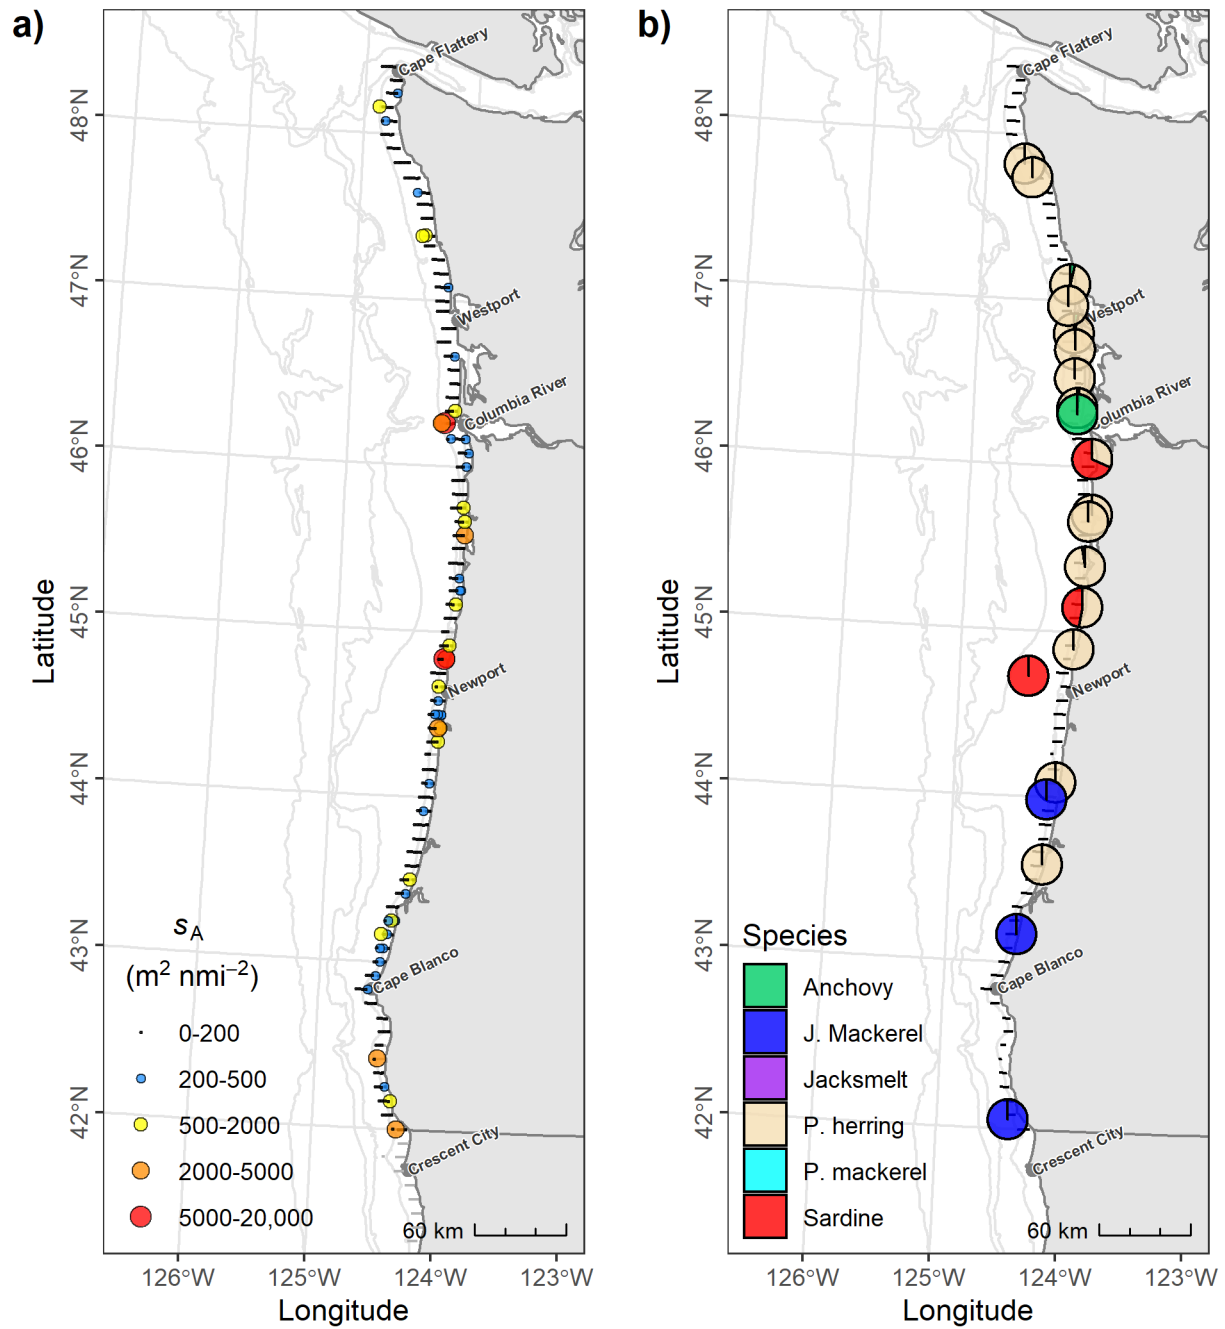 a)
Cape Flattery
Westport
Columbia River
Newport
Cape Blanco
Crescent City
48°N
47°N
46°N
45°N
44°N
43°N
42°N
Latitude
sA
(m² nmi⁻²)
0-200
200-500
500-2000
2000-5000
5000-20,000
60 km
126°W
125°W
124°W
123°W
Longitude
b)
Cape Flattery
Westport
Columbia River
Newport
Cape Blanco
Crescent City
48°N
47°N
46°N
45°N
44°N
43°N
42°N
Latitude
Species
Anchovy
J. Mackerel
Jacksmelt
P. herring
P. mackerel
Sardine
60 km
126°W
125°W
124°W
123°W
Longitude